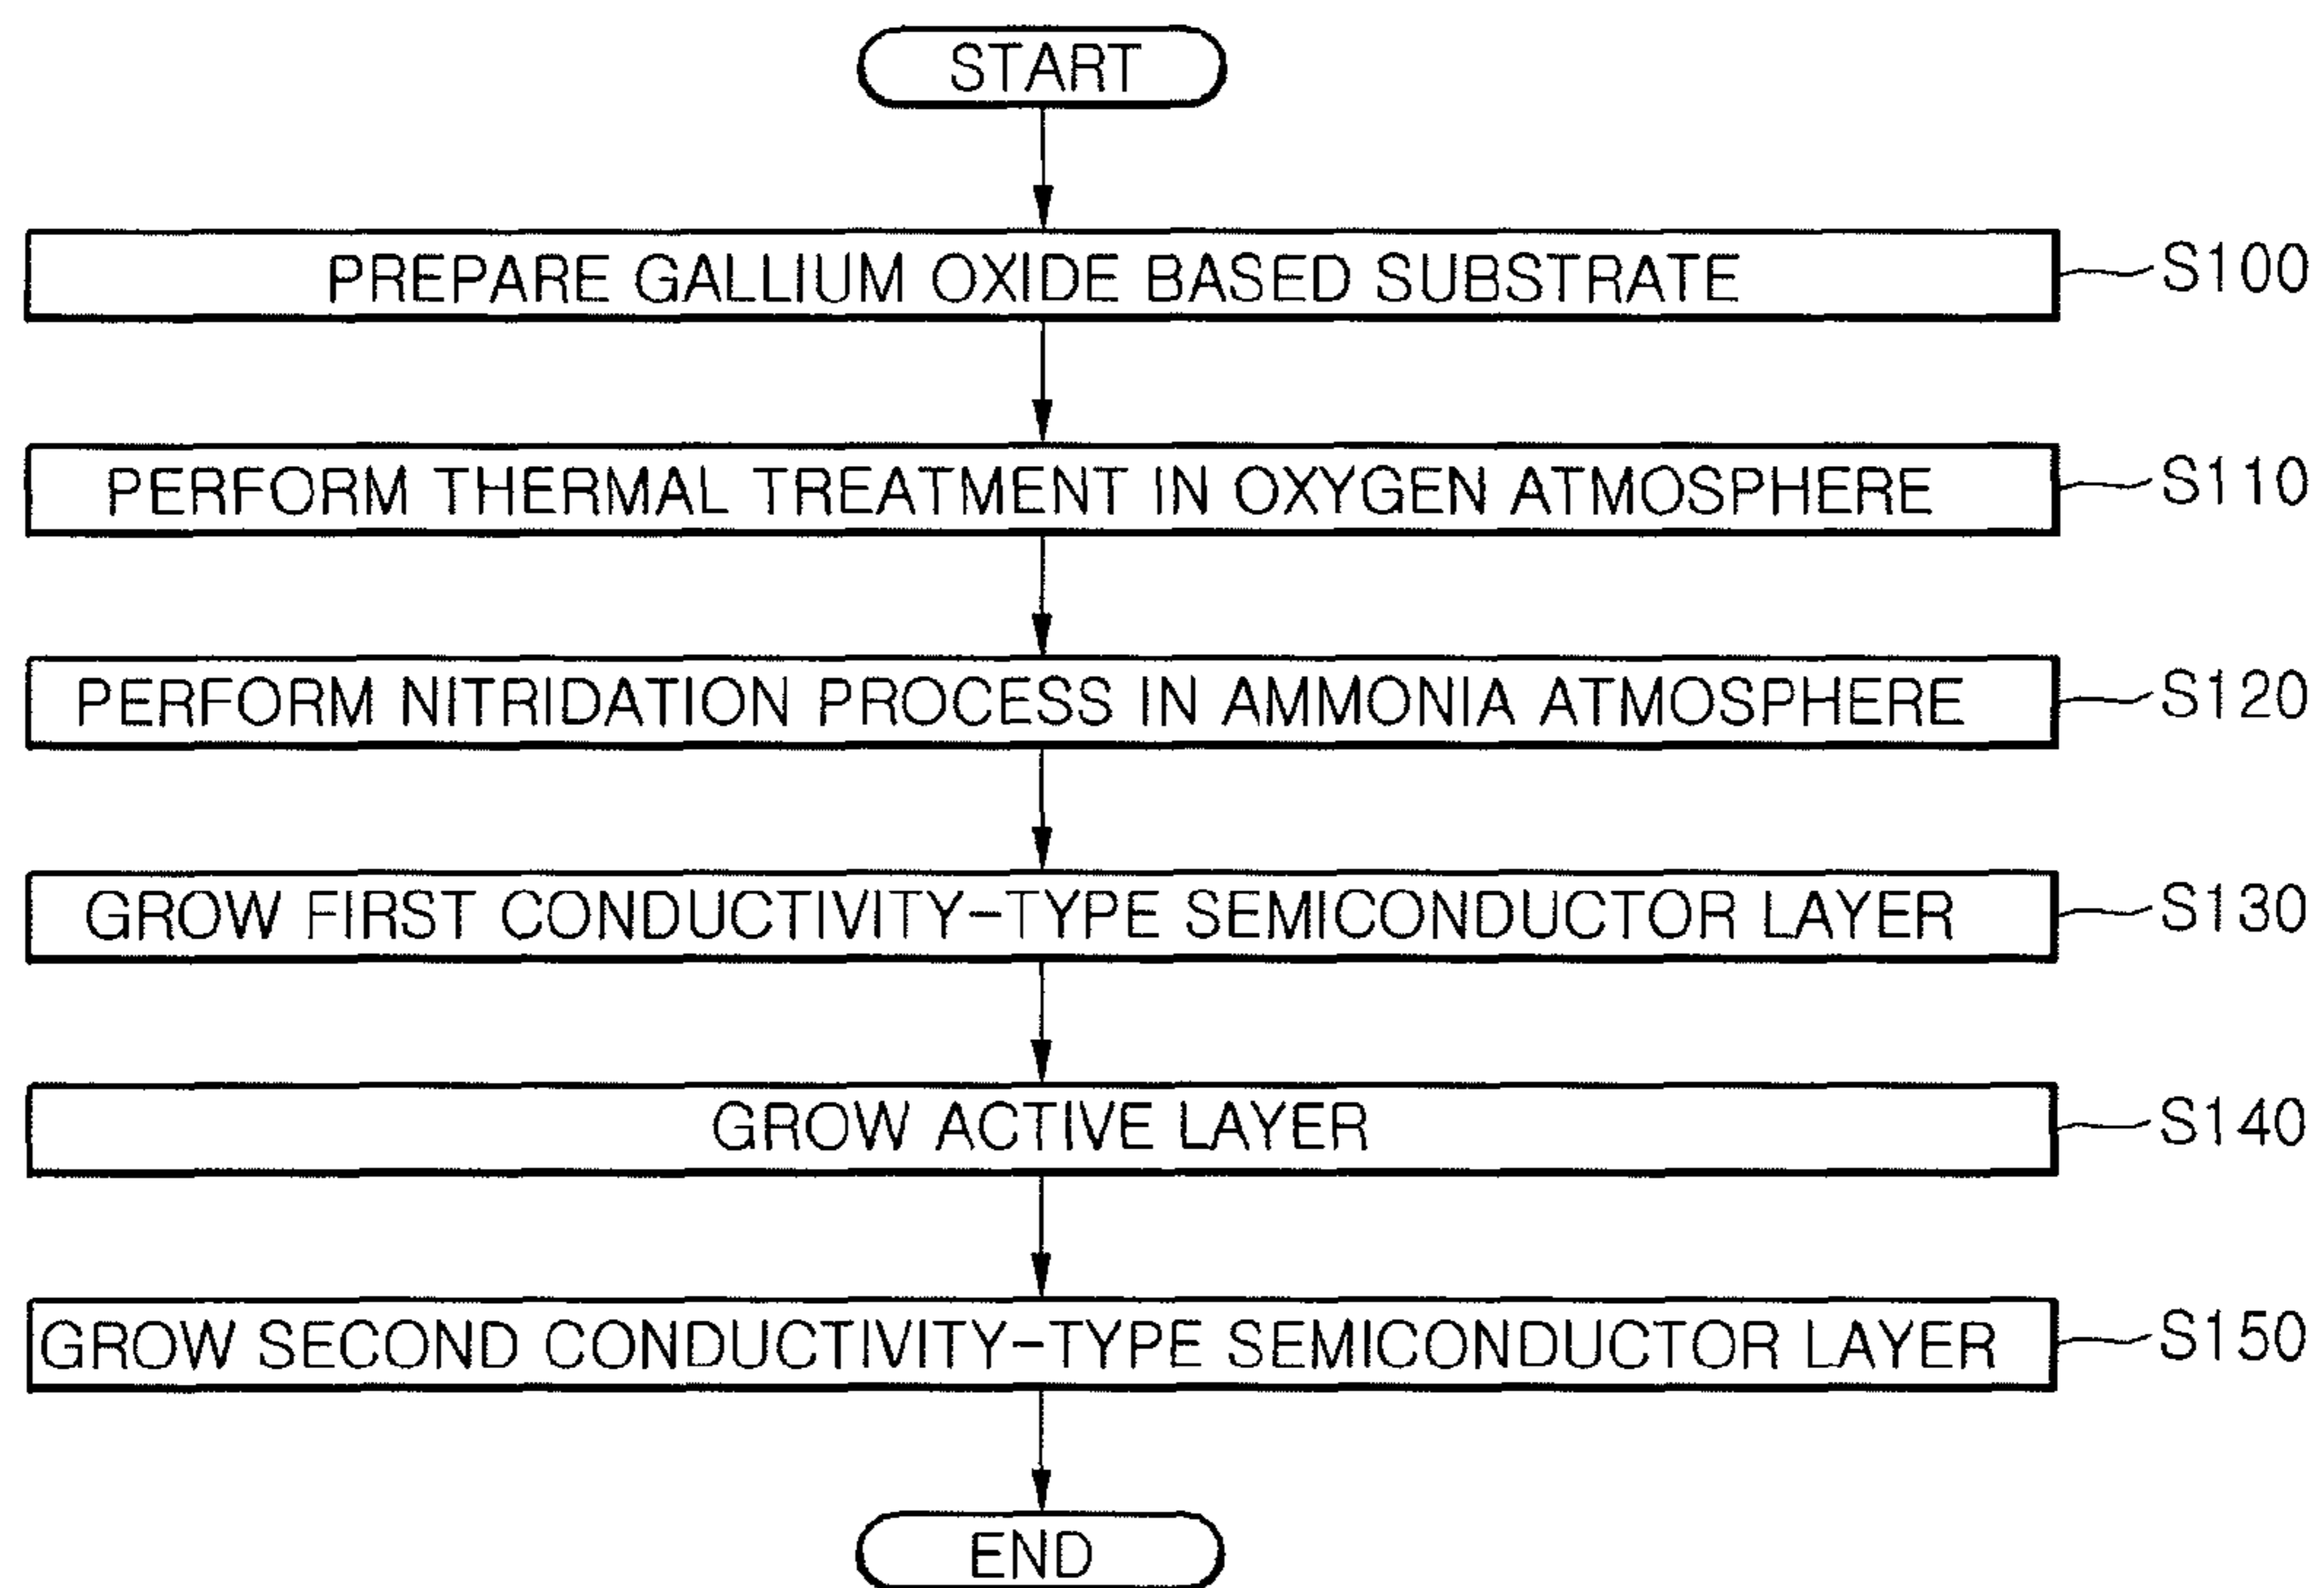 START
PREPARE GALLIUM OXIDE BASED SUBSTRATE S100
PERFORM THERMAL TREATMENT IN OXYGEN ATMOSPHERE S110
PERFORM NITRIDATION PROCESS IN AMMONIA ATMOSPHERE S120
GROW FIRST CONDUCTIVITY-TYPE SEMICONDUCTOR LAYER S130
GROW ACTIVE LAYER S140
GROW SECOND CONDUCTIVITY-TYPE SEMICONDUCTOR LAYER S150
END